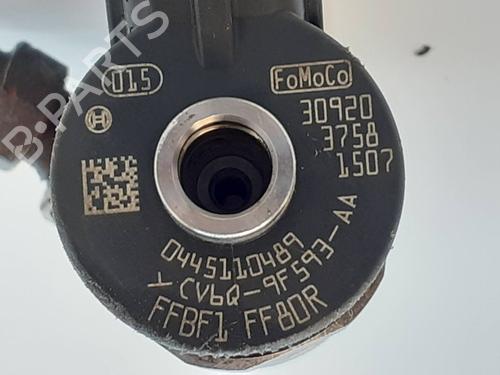 015
FoMoCo
30920
3758
1507
0445110489
CV6Q-9F593-AA
FFBF1 FF80R
B-PARTS